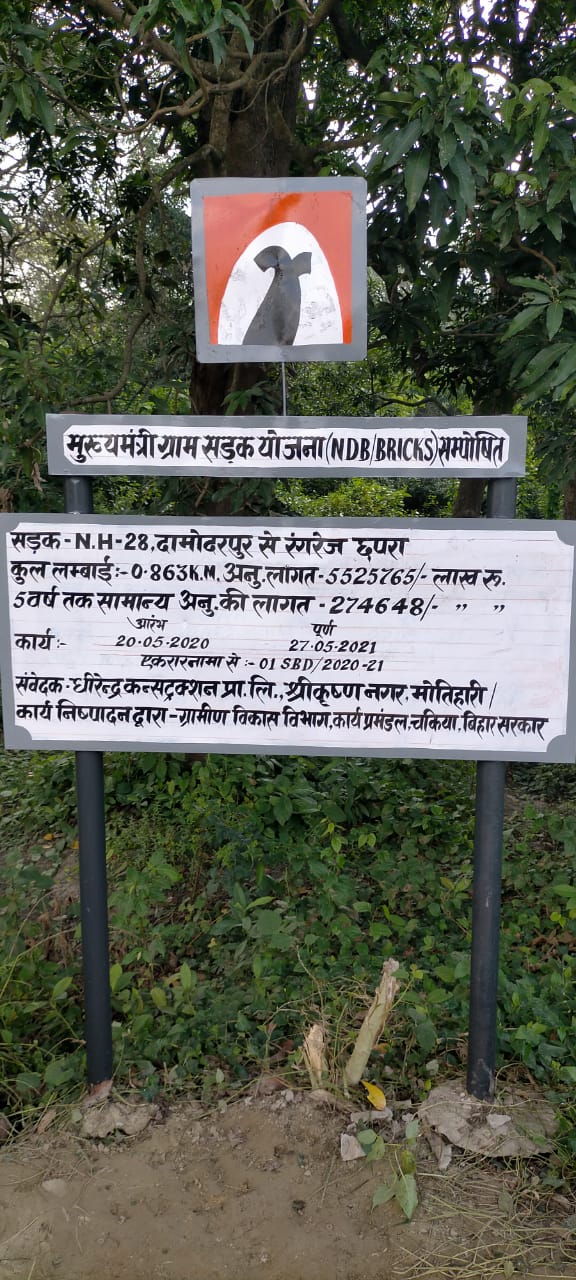 मुख्यमंत्री ग्राम सड़क योजना (NDB/BRICKS) सम्पोषित
सड़क - N.H-28, दामोदरपुर से रंगरेज छपरा
कुल लम्बाई:- 0.863K.M. अनु.लागत-5525765/- लाख रू.
5 वर्ष तक सामान्य अनु.की लागत - 274648/- " "
आरंभ पूर्ण
कार्य:- 20.05.2020 27.05.2021
एकरारनामा से :- 01 SBD/2020-21
संवेदक - धीरेन्द्र कन्सट्रक्शन प्रा.लि., श्रीकृष्ण नगर, मोतिहारी/
कार्य निष्पादन द्वारा - ग्रामीण विकास विभाग, कार्य प्रमंडल, चकिया, बिहार सरकार